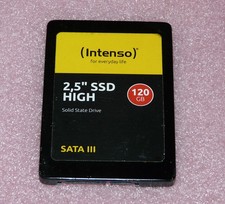 (intenso)
for everyday life
2,5" SSD
HIGH
Solid State Drive
120
GB
SATA III